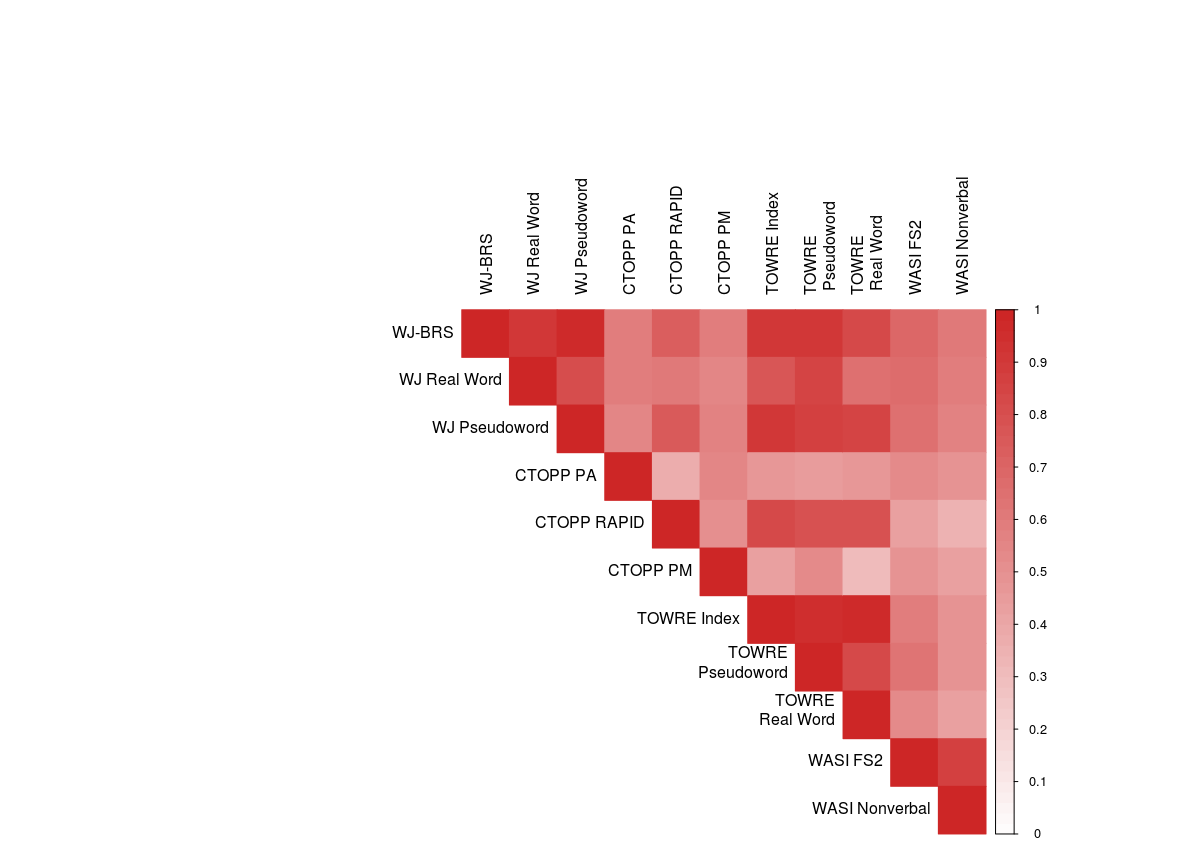 WJ-BRS
WJ Real Word
WJ Pseudoword
CTOPP PA
CTOPP RAPID
CTOPP PM
TOWRE Index
TOWRE
Pseudoword
TOWRE
Real Word
WASI FS2
WASI Nonverbal
WJ-BRS
WJ Real Word
WJ Pseudoword
CTOPP PA
CTOPP RAPID
CTOPP PM
TOWRE Index
TOWRE
Pseudoword
TOWRE
Real Word
WASI FS2
WASI Nonverbal
1
0.9
0.8
0.7
0.6
0.5
0.4
0.3
0.2
0.1
0